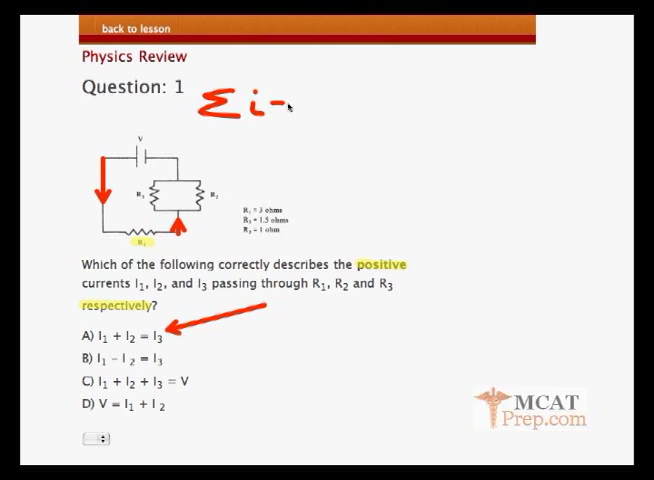 back to lesson
Physics Review
Question: 1
Σ i -
V
R₁
R₂
R₁ = 3 ohms
R₂ = 1.5 ohms
R₃ = 1 ohm
R₃
Which of the following correctly describes the positive
currents I₁, I₂, and I₃ passing through R₁, R₂ and R₃
respectively?
A) I₁ + I₂ = I₃
B) I₁ - I₂ = I₃
C) I₁ + I₂ + I₃ = V
D) V = I₁ + I₂
MCAT
Prep.com